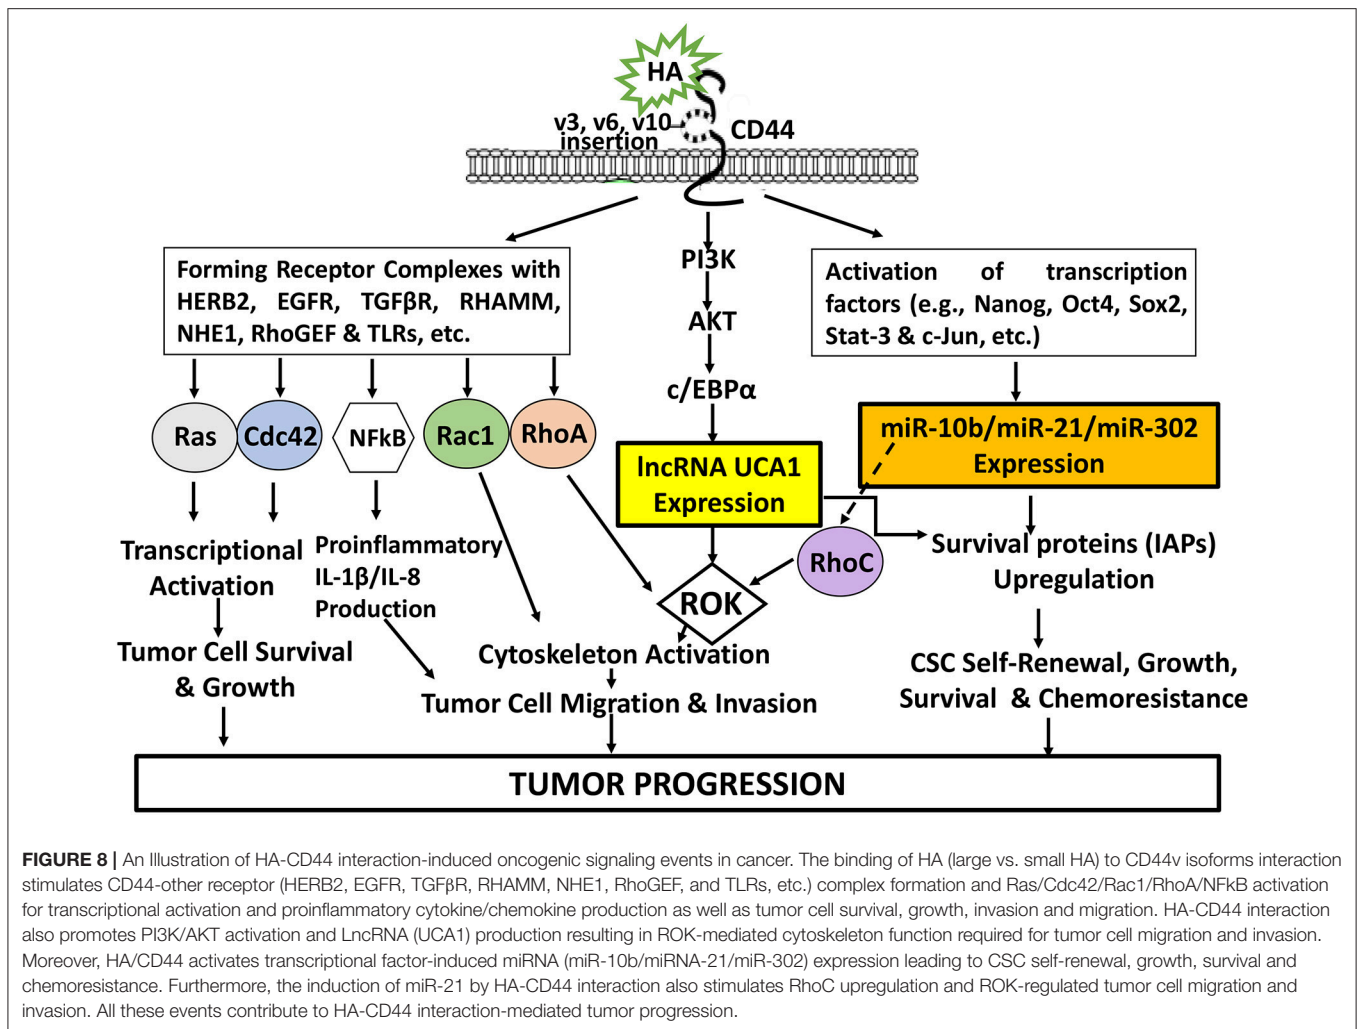 HA
v3, v6, v10
insertion
CD44
Forming Receptor Complexes with
HERB2, EGFR, TGFβR, RHAMM,
NHE1, RhoGEF & TLRs, etc.
PI3K
AKT
c/EBPα
Activation of transcription
factors (e.g., Nanog, Oct4, Sox2,
Stat-3 & c-Jun, etc.)
Ras
Cdc42
NFkB
Rac1
RhoA
lncRNA UCA1
Expression
miR-10b/miR-21/miR-302
Expression
Transcriptional
Activation
Proinflammatory
IL-1β/IL-8
Production
RhoC
ROK
Survival proteins (IAPs)
Upregulation
Tumor Cell Survival
& Growth
Cytoskeleton Activation
Tumor Cell Migration & Invasion
CSC Self-Renewal, Growth,
Survival & Chemoresistance
TUMOR PROGRESSION
FIGURE 8 | An Illustration of HA-CD44 interaction-induced oncogenic signaling events in cancer. The binding of HA (large vs. small HA) to CD44v isoforms interaction
stimulates CD44-other receptor (HERB2, EGFR, TGFβR, RHAMM, NHE1, RhoGEF, and TLRs, etc.) complex formation and Ras/Cdc42/Rac1/RhoA/NFkB activation
for transcriptional activation and proinflammatory cytokine/chemokine production as well as tumor cell survival, growth, invasion and migration. HA-CD44 interaction
also promotes PI3K/AKT activation and LncRNA (UCA1) production resulting in ROK-mediated cytoskeleton function required for tumor cell migration and invasion.
Moreover, HA/CD activates transcriptional factor-induced miRNA (miR-10b/miRNA-21/miR-302) expression leading to CSC self-renewal, growth, survival and
chemoresistance. Furthermore, the induction of miR-21 by HA-CD44 interaction also stimulates RhoC upregulation and ROK-regulated tumor cell migration and
invasion. All these events contribute to HA-CD44 interaction-mediated tumor progression.